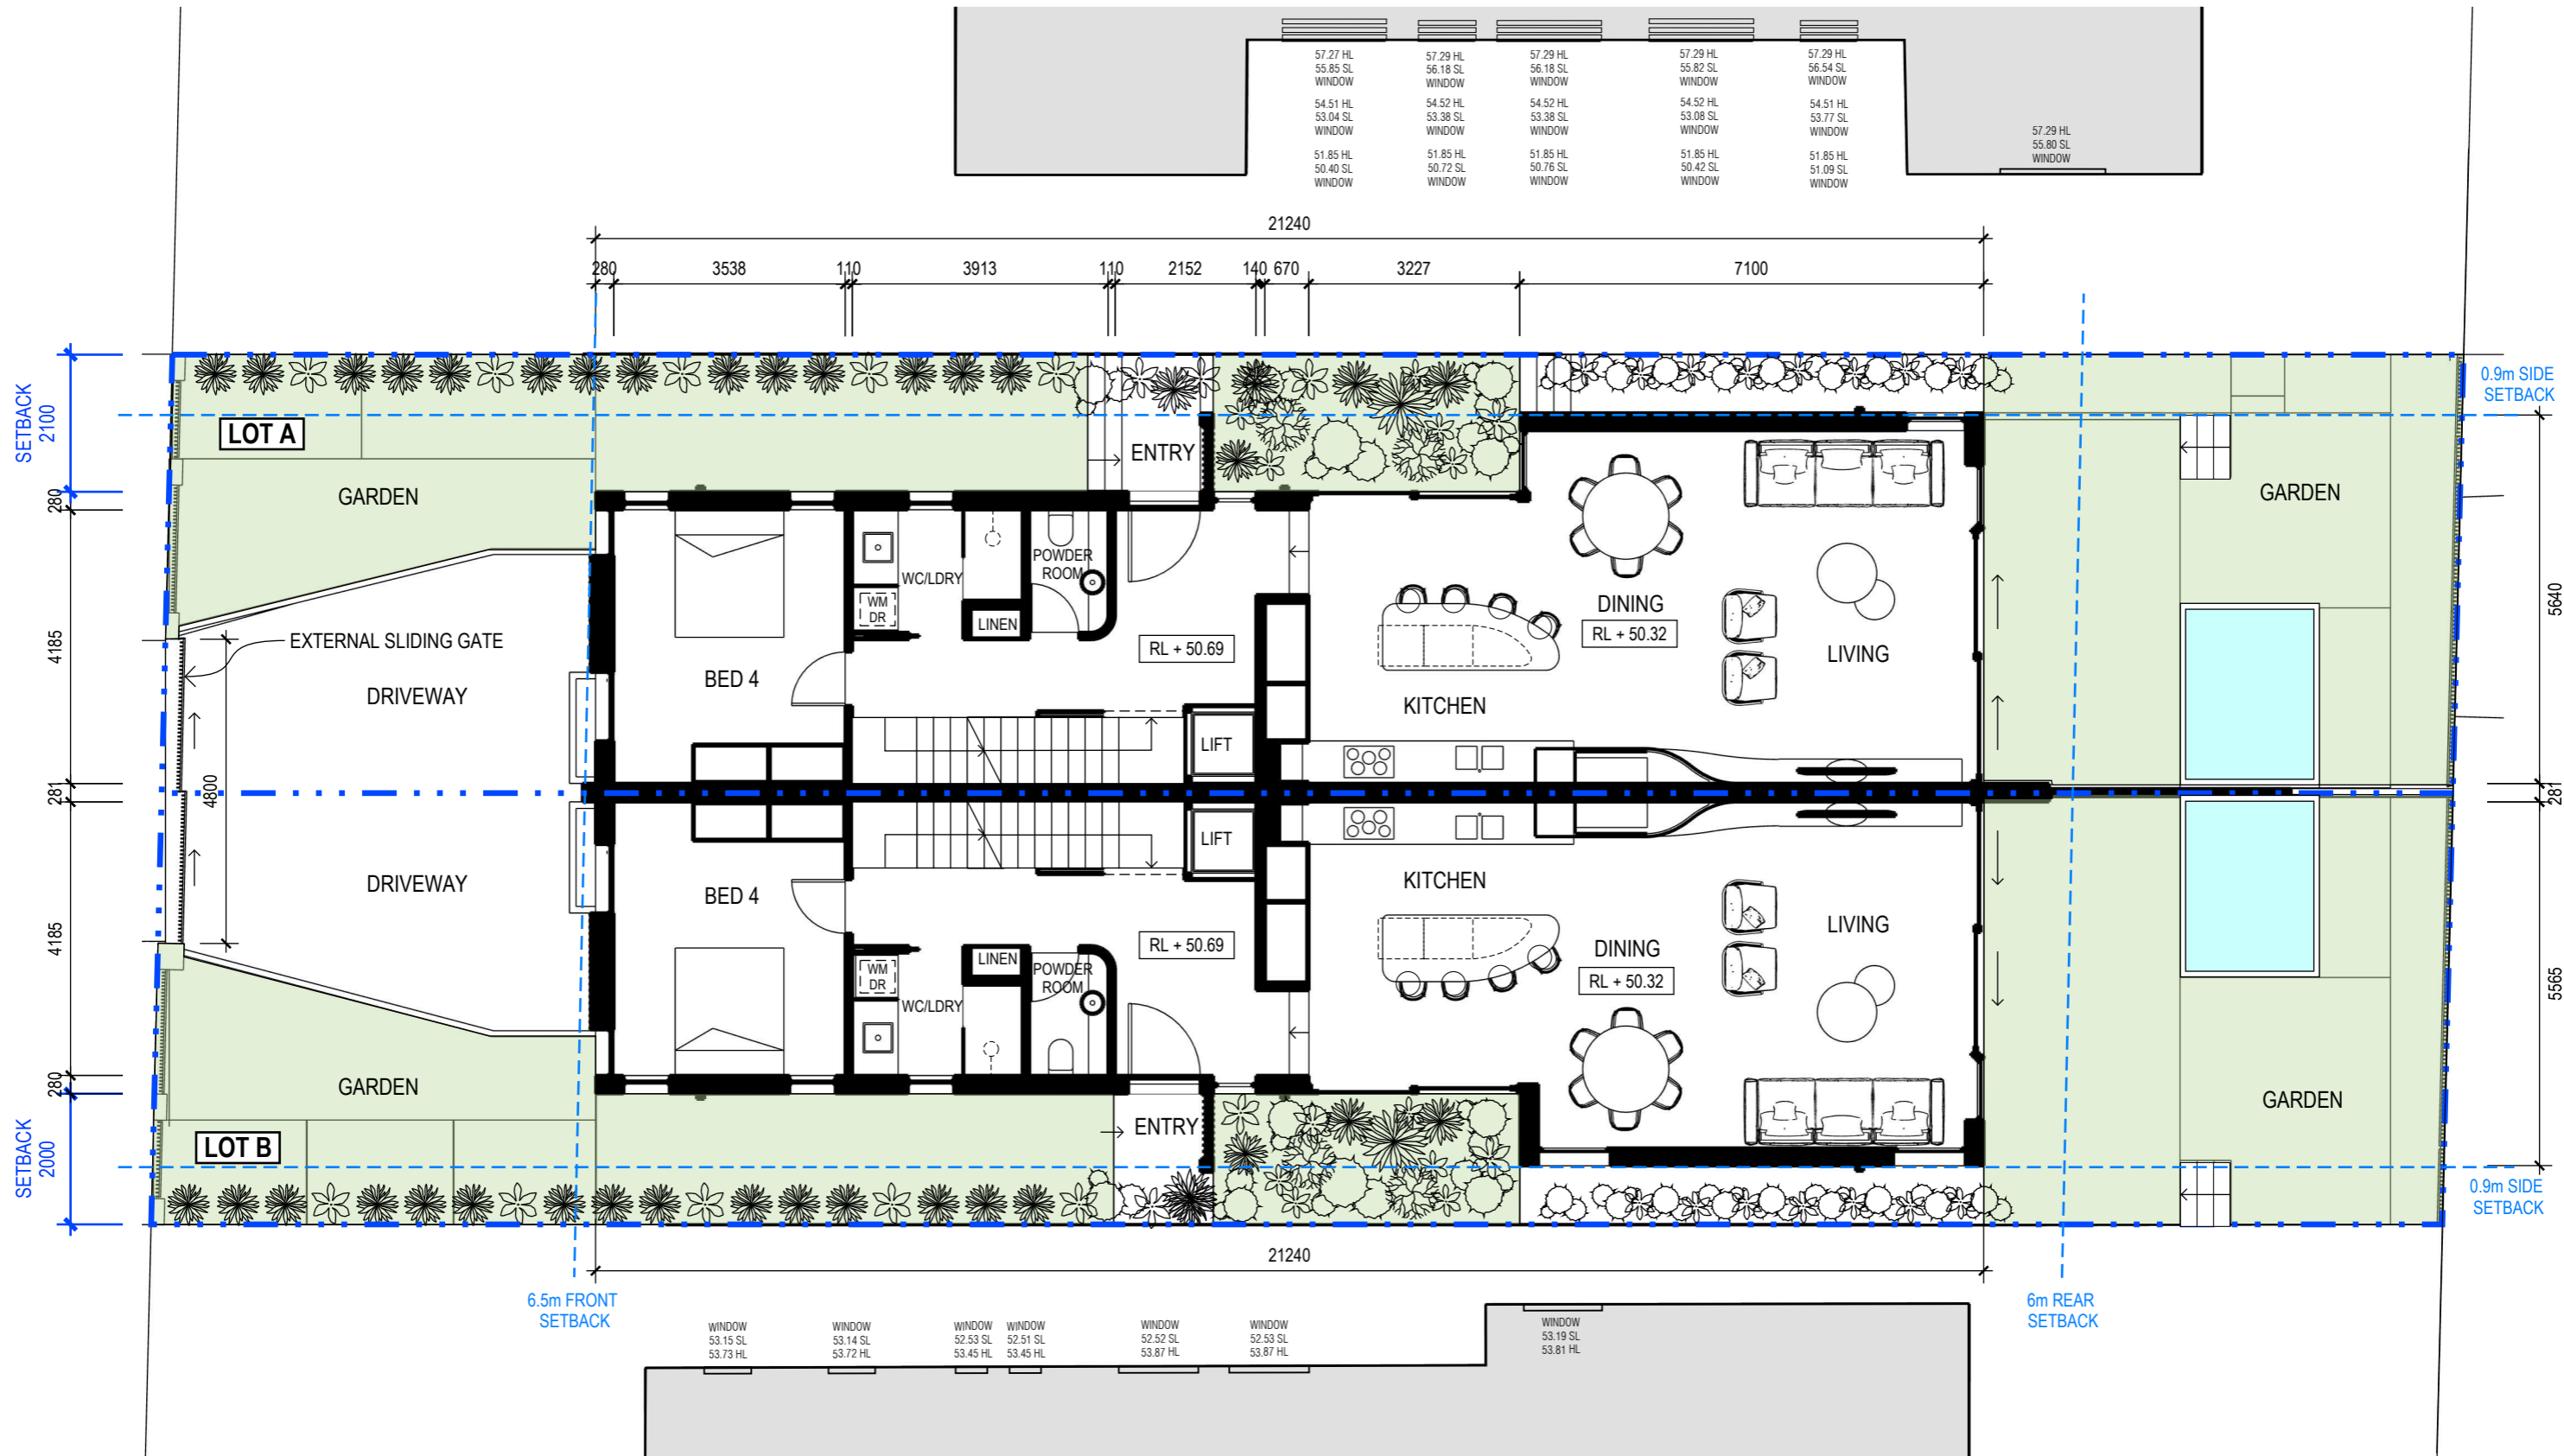 57.27 HL
55.85 SL
WINDOW
57.29 HL
56.18 SL
WINDOW
57.29 HL
56.18 SL
WINDOW
57.29 HL
55.82 SL
WINDOW
57.29 HL
56.54 SL
WINDOW
54.51 HL
53.04 SL
WINDOW
54.52 HL
53.38 SL
WINDOW
54.52 HL
53.38 SL
WINDOW
54.52 HL
53.08 SL
WINDOW
54.51 HL
53.77 SL
WINDOW
51.85 HL
50.40 SL
WINDOW
51.85 HL
50.72 SL
WINDOW
51.85 HL
50.76 SL
WINDOW
51.85 HL
50.42 SL
WINDOW
51.85 HL
51.09 SL
WINDOW
57.29 HL
55.80 SL
WINDOW
21240
280
3538
110
3913
110
2152
140
670
3227
7100
SETBACK
2100
280
4185
281
4185
280
SETBACK
2000
0.9m SIDE
SETBACK
5640
281
5565
0.9m SIDE
SETBACK
LOT A
GARDEN
EXTERNAL SLIDING GATE
DRIVEWAY
4800
DRIVEWAY
GARDEN
LOT B
ENTRY
BED 4
WC/LDRY
WM
DR
LINEN
POWDER
ROOM
RL + 50.69
LIFT
KITCHEN
DINING
RL + 50.32
LIVING
GARDEN
BED 4
WM
DR
WC/LDRY
LINEN
POWDER
ROOM
RL + 50.69
LIFT
KITCHEN
DINING
RL + 50.32
LIVING
GARDEN
ENTRY
21240
6.5m FRONT
SETBACK
6m REAR
SETBACK
WINDOW
53.15 SL
53.73 HL
WINDOW
53.14 SL
53.72 HL
WINDOW
52.53 SL
53.45 HL
WINDOW
52.51 SL
53.45 HL
WINDOW
52.52 SL
53.87 HL
WINDOW
52.53 SL
53.87 HL
WINDOW
53.19 SL
53.81 HL